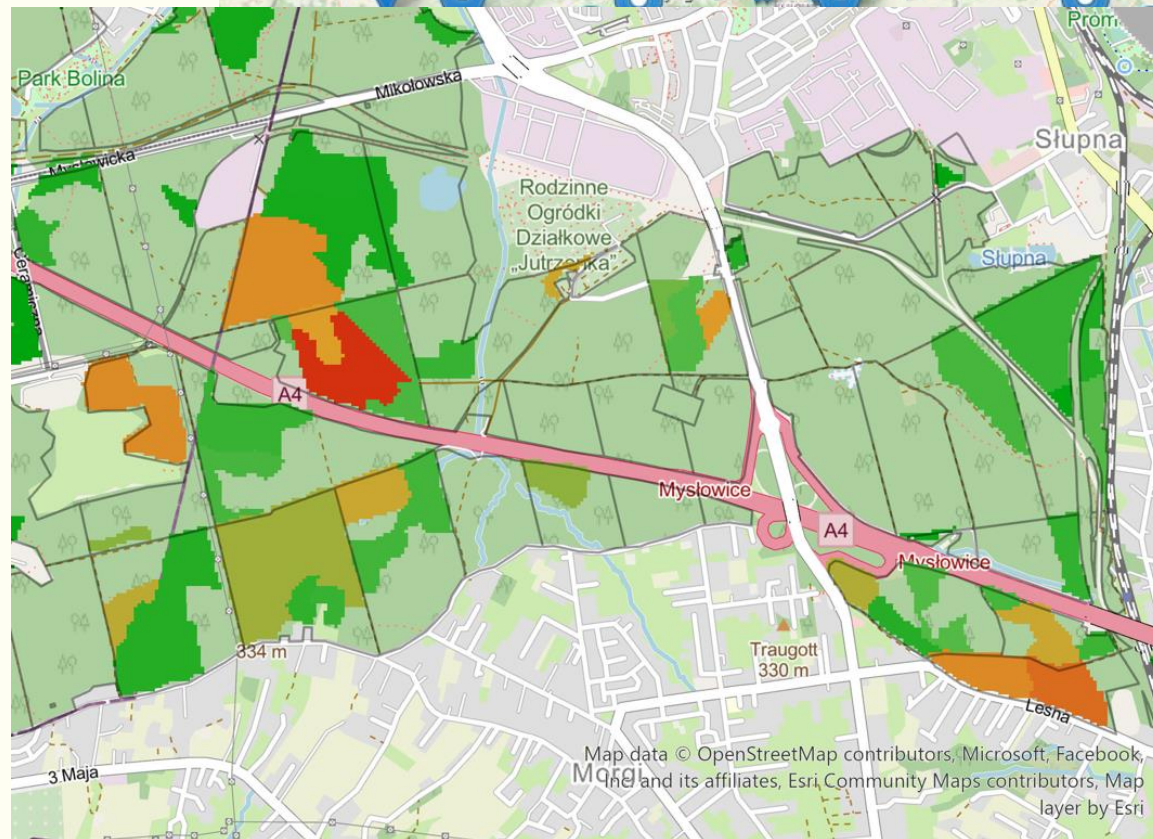 Prom
Park Bolina
Mikołowska
Słupna
Mysłowicka
Rodzinne
Ogródki
Działkowe
„Jutrzenka”
Słupna
Ceramiczna
A4
Mysłowice
A4
Mysłowice
334 m
Traugott
330 m
Leśna
3 Maja
Morgi
Map data © OpenStreetMap contributors, Microsoft, Facebook,
Inc. and its affiliates, Esri Community Maps contributors, Map
layer by Esri